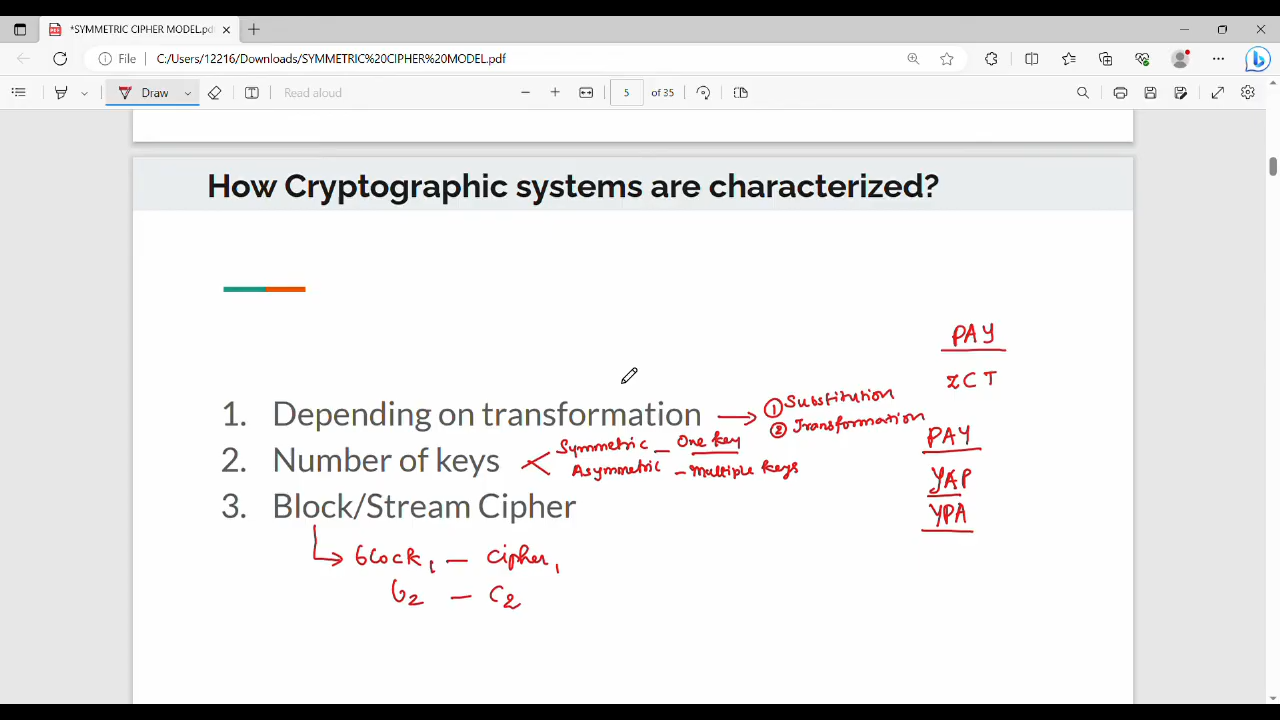 *SYMMETRIC CIPHER MODEL.pdf
File C:/Users/12216/Downloads/SYMMETRIC%20CIPHER%20MODEL.pdf
Draw Read aloud 5 of 35
How Cryptographic systems are characterized?
PAY
ZCT
1. Depending on transformation → ① Substitution
② Transformation
PAY
2. Number of keys Symmetric – One key
Asymmetric – Multiple keys
YAP
3. Block/Stream Cipher
YPA
block1 – Cipher1
b2 – C2